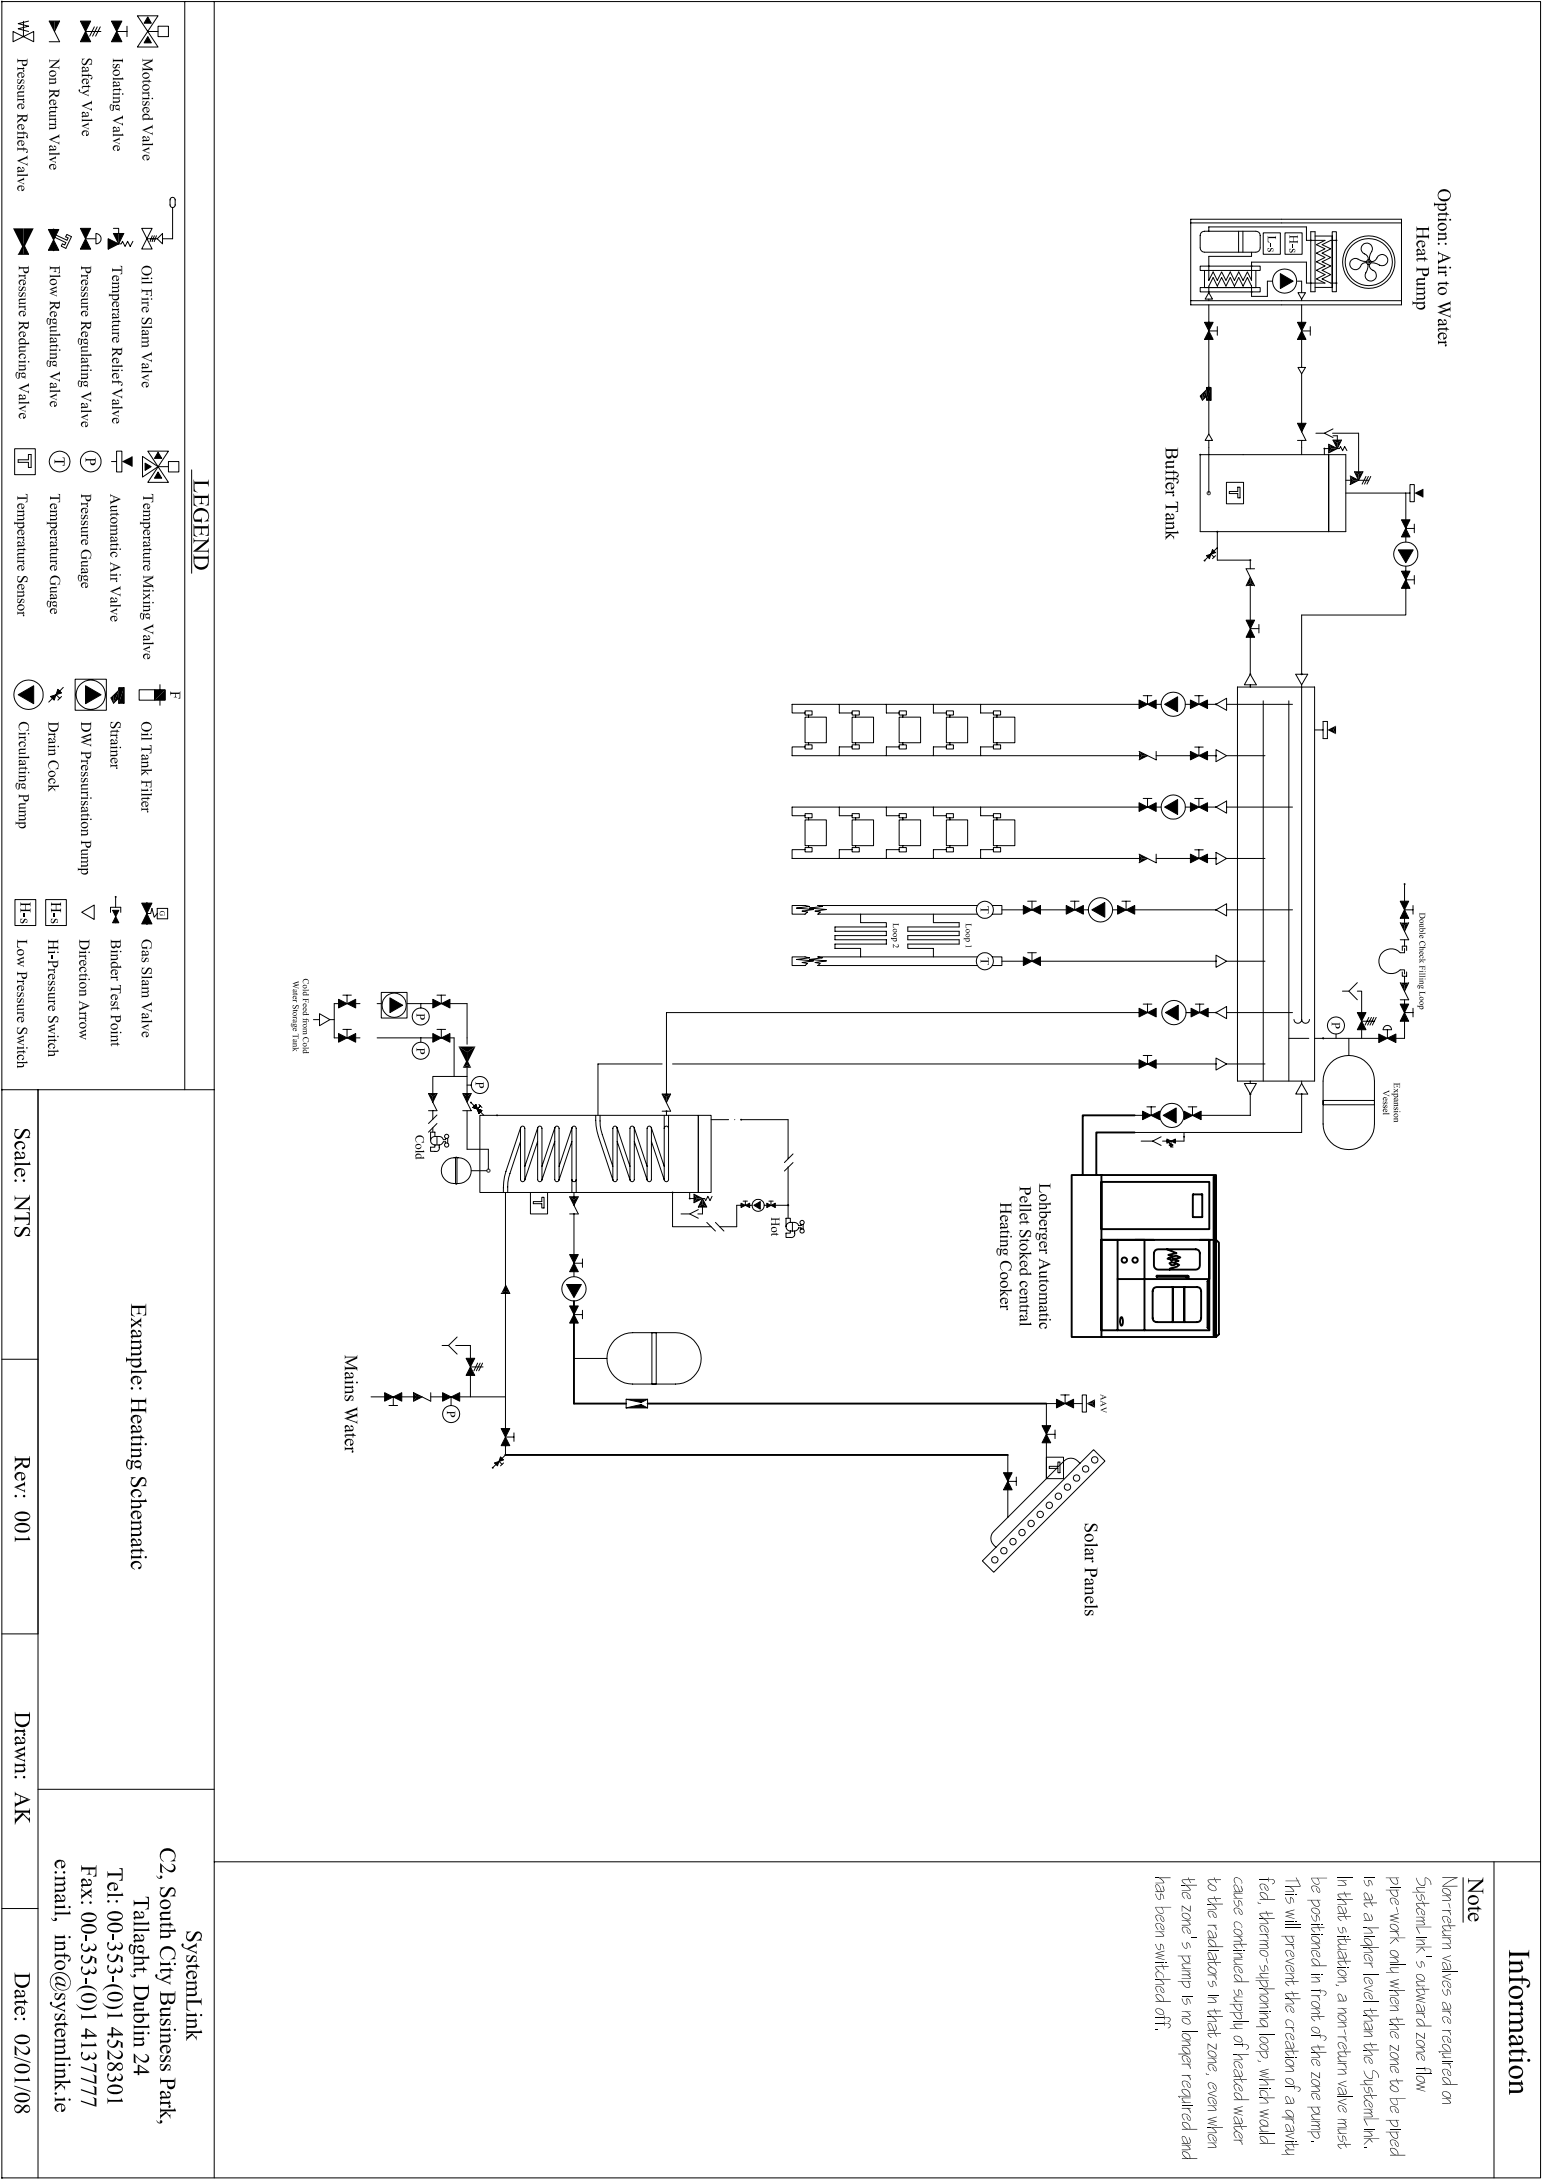 Information
Note
Non-return valves are required on
SystemLink's outward zone flow
pipe-work only when the zone to be piped
is at a higher level than the SystemLink.
In that situation, a non-return valve must
be positioned in front of the zone pump.
This will prevent the creation of a gravity
fed, thermo-syphoning loop, which would
cause continued supply of heated water
to the radiators in that zone, even when
the zone's pump is no longer required and
has been switched off.
Option: Air to Water
Heat Pump
H-s
L-s
Buffer Tank
T
Double Check Filling Loop
P
Expansion
Vessel
Lohberger Automatic
Pellet Stoked central
Heating Cooker
AAV
T
Solar Panels
T
T
Loop 1
Loop 2
Hot
T
Cold
P
P
P
Cold Feed from Cold
Water Storage Tank
Mains Water
P
LEGEND
Motorised Valve
Isolating Valve
Safety Valve
Non Return Valve
Pressure Refief Valve
Oil Fire Slam Valve
Temperature Relief Valve
Pressure Regulating Valve
Flow Regulating Valve
Pressure Reducing Valve
Temperature Mixing Valve
Automatic Air Valve
P Pressure Guage
T Temperature Guage
T Temperature Sensor
F
Oil Tank Filter
Strainer
DW Pressurisation Pump
Drain Cock
Circulating Pump
G Gas Slam Valve
Binder Test Point
Direction Arrow
H-s Hi-Pressure Switch
H-s Low Pressure Switch
Example: Heating Schematic
Scale: NTS
Rev: 001
Drawn: AK
Date: 02/01/08
SystemLink
C2, South City Business Park,
Tallaght, Dublin 24
Tel: 00-353-(0)1 4528301
Fax: 00-353-(0)1 4137777
e:mail, info@systemlink.ie